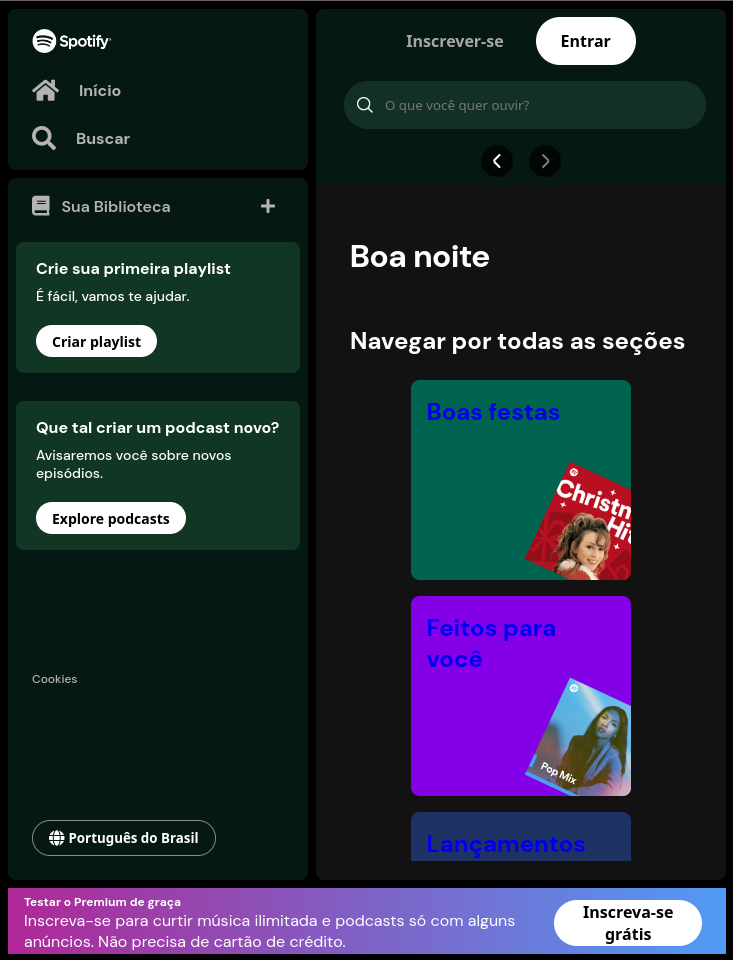 Spotify
Início
Buscar
Sua Biblioteca
Crie sua primeira playlist
É fácil, vamos te ajudar.
Criar playlist
Que tal criar um podcast novo?
Avisaremos você sobre novos
episódios.
Explore podcasts
Cookies
Português do Brasil
Inscrever-se
Entrar
O que você quer ouvir?
Boa noite
Navegar por todas as seções
Boas festas
Christm
Hit
Feitos para
você
Pop Mix
Lançamentos
Testar o Premium de graça
Inscreva-se para curtir música ilimitada e podcasts só com alguns
anúncios. Não precisa de cartão de crédito.
Inscreva-se
grátis